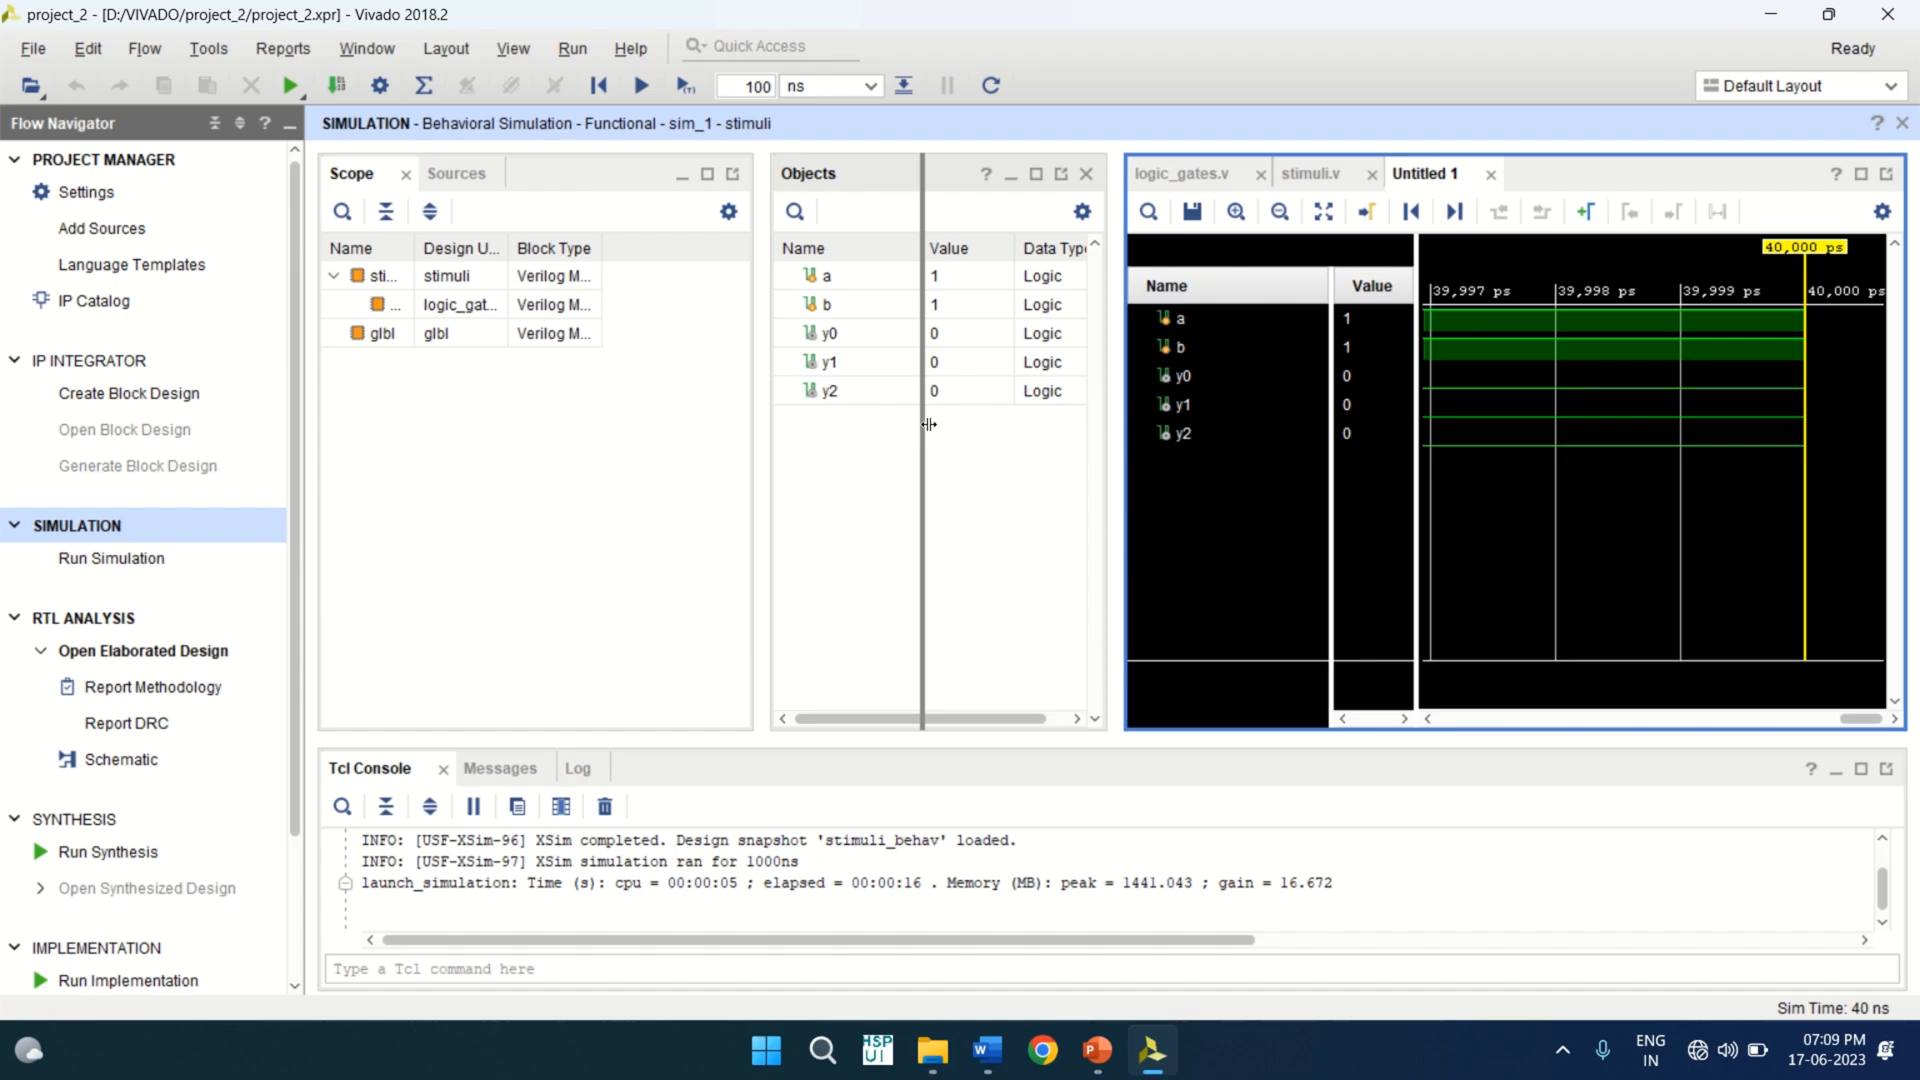 project_2 - [D:/VIVADO/project_2/project_2.xpr] - Vivado 2018.2
File Edit Flow Tools Reports Window Layout View Run Help Quick Access Ready
100 ns Default Layout
Flow Navigator
SIMULATION - Behavioral Simulation - Functional - sim_1 - stimuli
PROJECT MANAGER
Settings
Add Sources
Language Templates
IP Catalog
IP INTEGRATOR
Create Block Design
Open Block Design
Generate Block Design
SIMULATION
Run Simulation
RTL ANALYSIS
Open Elaborated Design
Report Methodology
Report DRC
Schematic
SYNTHESIS
Run Synthesis
Open Synthesized Design
IMPLEMENTATION
Run Implementation
Scope Sources
Name Design U... Block Type
sti... stimuli Verilog M...
... logic_gat... Verilog M...
glbl glbl Verilog M...
Objects
Name Value Data Typ
a 1 Logic
b 1 Logic
y0 0 Logic
y1 0 Logic
y2 0 Logic
logic_gates.v stimuli.v Untitled 1
40,000 ps
Name Value 39,997 ps 39,998 ps 39,999 ps 40,000 ps
a 1
b 1
y0 0
y1 0
y2 0
Tcl Console Messages Log
INFO: [USF-XSim-96] XSim completed. Design snapshot 'stimuli_behav' loaded.
INFO: [USF-XSim-97] XSim simulation ran for 1000ns
launch_simulation: Time (s): cpu = 00:00:05 ; elapsed = 00:00:16 . Memory (MB): peak = 1441.043 ; gain = 16.672
Type a Tcl command here
Sim Time: 40 ns
HSP UI
ENG
IN
07:09 PM
17-06-2023